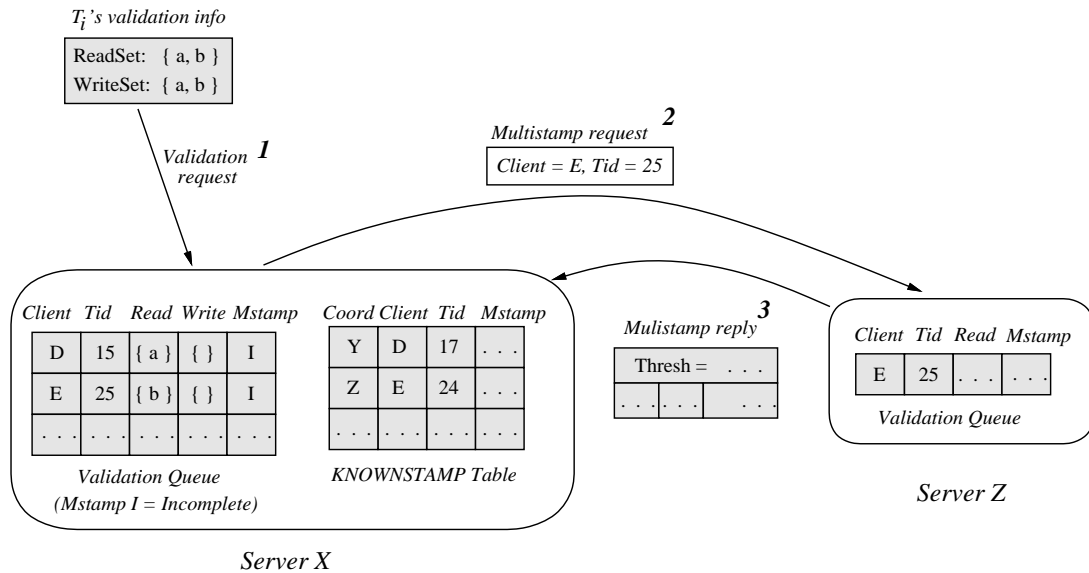 Ti's validation info
ReadSet: { a, b }
WriteSet: { a, b }
Validation request
1
Multistamp request
2
Client = E, Tid = 25
Client Tid Read Write Mstamp
D 15 { a } { } I
E 25 { b } { } I
. . . . . . . . . . . . . . .
Validation Queue
(Mstamp I = Incomplete)
Coord Client Tid Mstamp
Y D 17 . . .
Z E 24 . . .
. . . . . . . . . . . .
KNOWNSTAMP Table
Server X
Mulistamp reply
3
Thresh = . . .
. . . . . . . . .
Client Tid Read Mstamp
E 25 . . . . . .
Validation Queue
Server Z